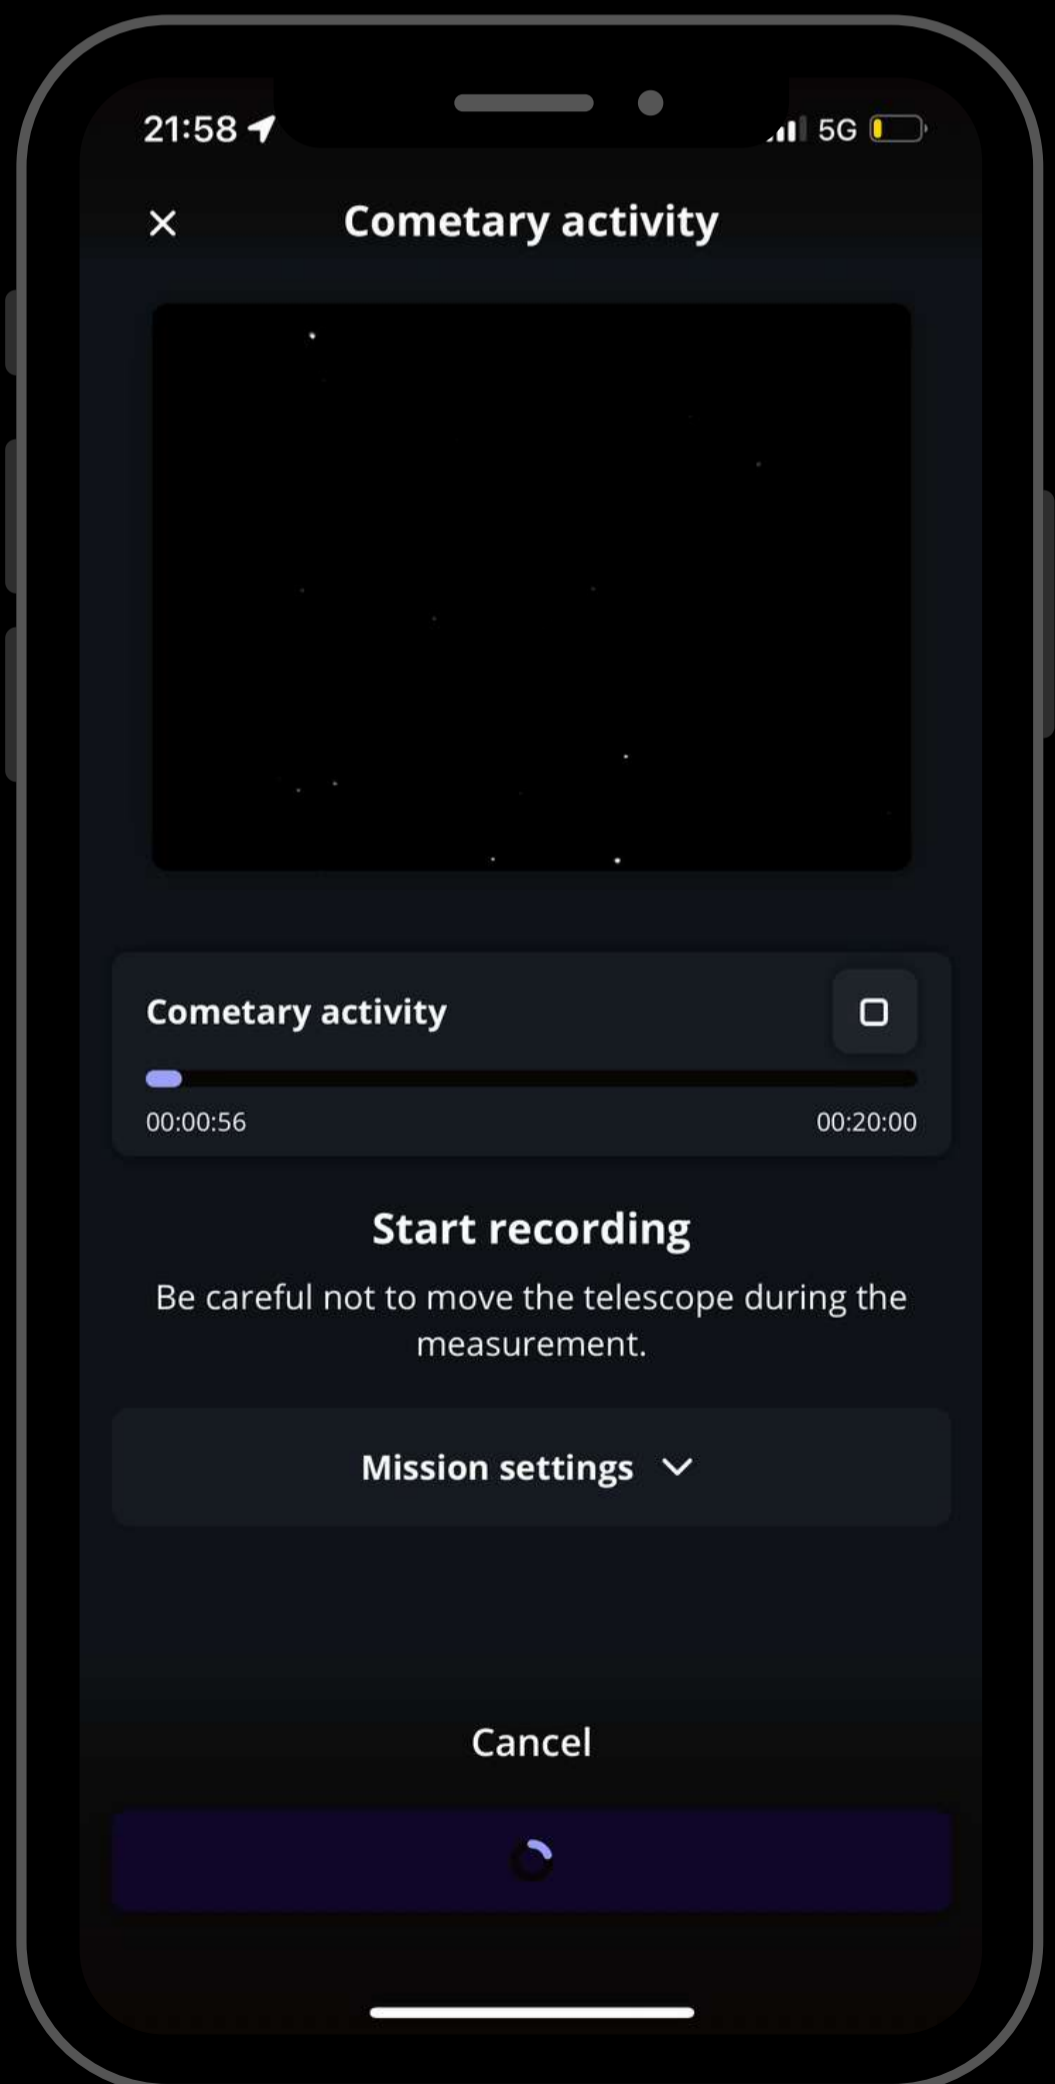 21:58 5G
Cometary activity
Cometary activity
00:00:56 00:20:00
Start recording
Be careful not to move the telescope during the
measurement.
Mission settings
Cancel